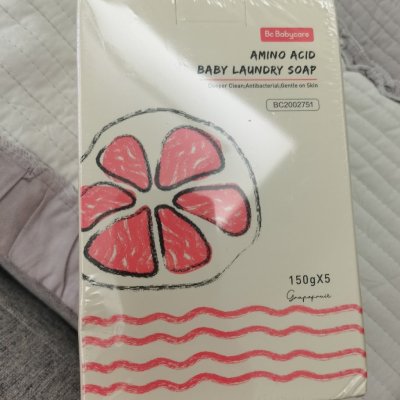 Bc Babycare
AMINO ACID
BABY LAUNDRY SOAP
Deeper Clean;Antibacterial;Gentle on Skin
BC2002751
150gX5
Grapefruit